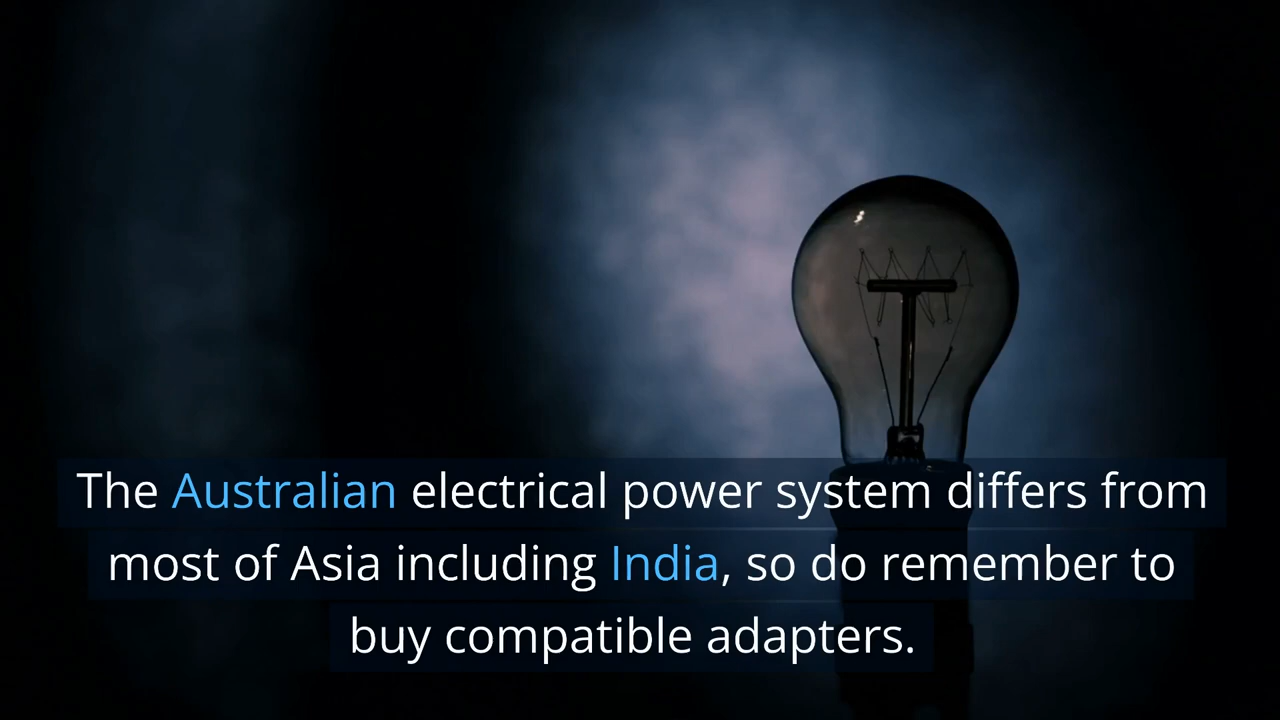 The Australian electrical power system differs from
most of Asia including India, so do remember to
buy compatible adapters.